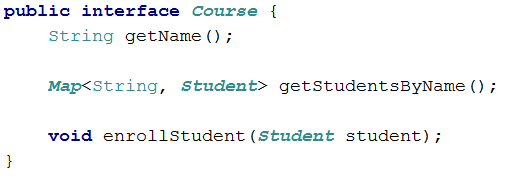 public interface Course {
String getName();
Map<String, Student> getStudentsByName();
void enrollStudent(Student student);
}